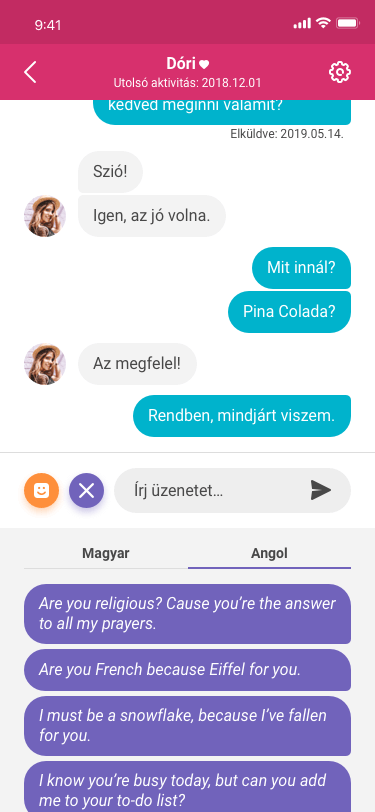 9:41
Dóri
Utolsó aktivitás: 2018.12.01
kedved meginni valamit?
Elküldve: 2019.05.14.
Szió!
Igen, az jó volna.
Mit innál?
Pina Colada?
Az megfelel!
Rendben, mindjárt viszem.
Írj üzenetet...
Magyar
Angol
Are you religious? Cause you're the answer
to all my prayers.
Are you French because Eiffel for you.
I must be a snowflake, because I've fallen
for you.
I know you're busy today, but can you add
me to your to-do list?